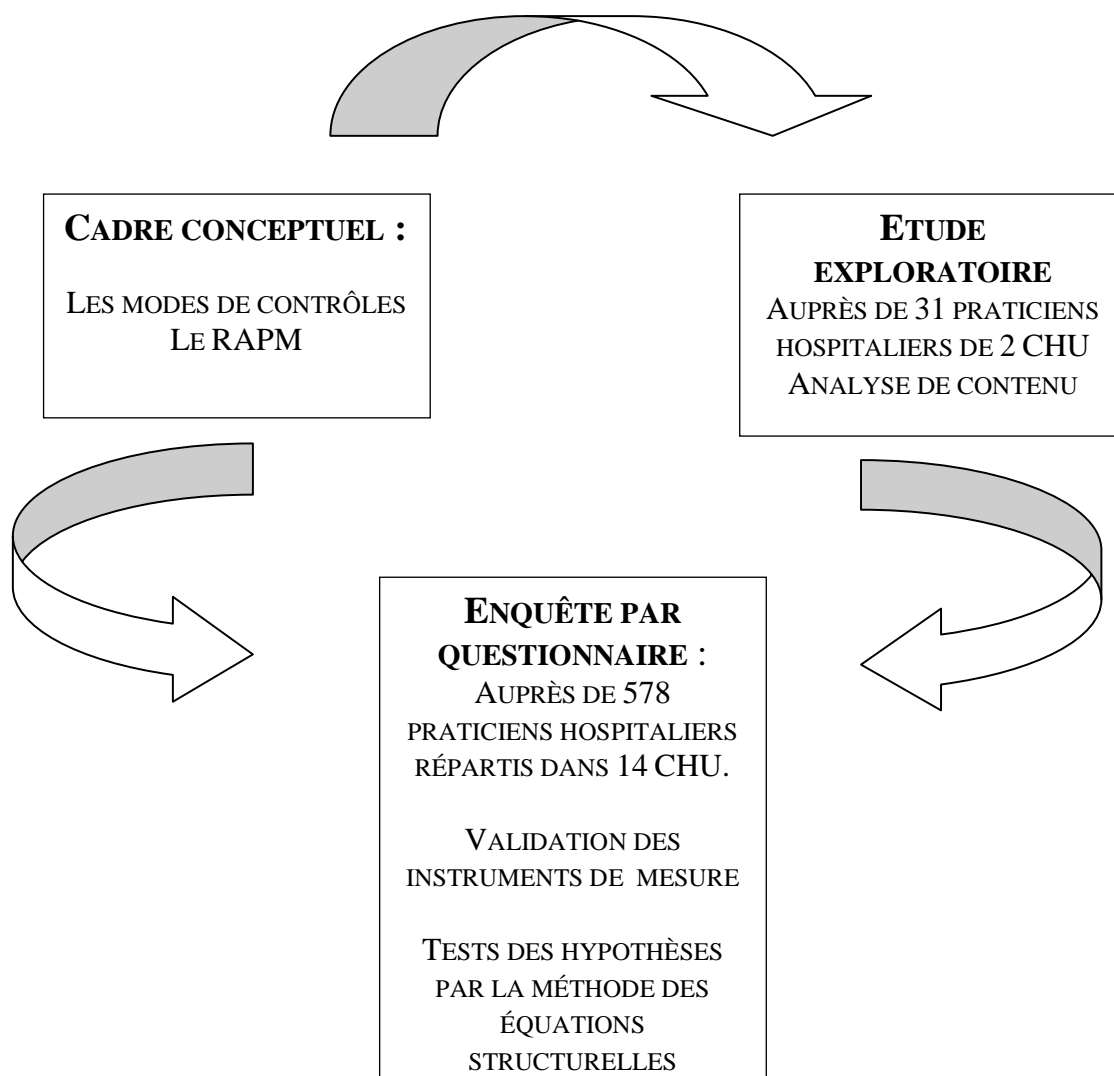 CADRE CONCEPTUEL :
LES MODES DE CONTRÔLES
LE RAPM
ETUDE
EXPLORATOIRE
AUPRÈS DE 31 PRATICIENS
HOSPITALIERS DE 2 CHU
ANALYSE DE CONTENU
ENQUÊTE PAR
QUESTIONNAIRE :
AUPRÈS DE 578
PRATICIENS HOSPITALIERS
RÉPARTIS DANS 14 CHU.
VALIDATION DES
INSTRUMENTS DE MESURE
TESTS DES HYPOTHÈSES
PAR LA MÉTHODE DES
ÉQUATIONS
STRUCTURELLES